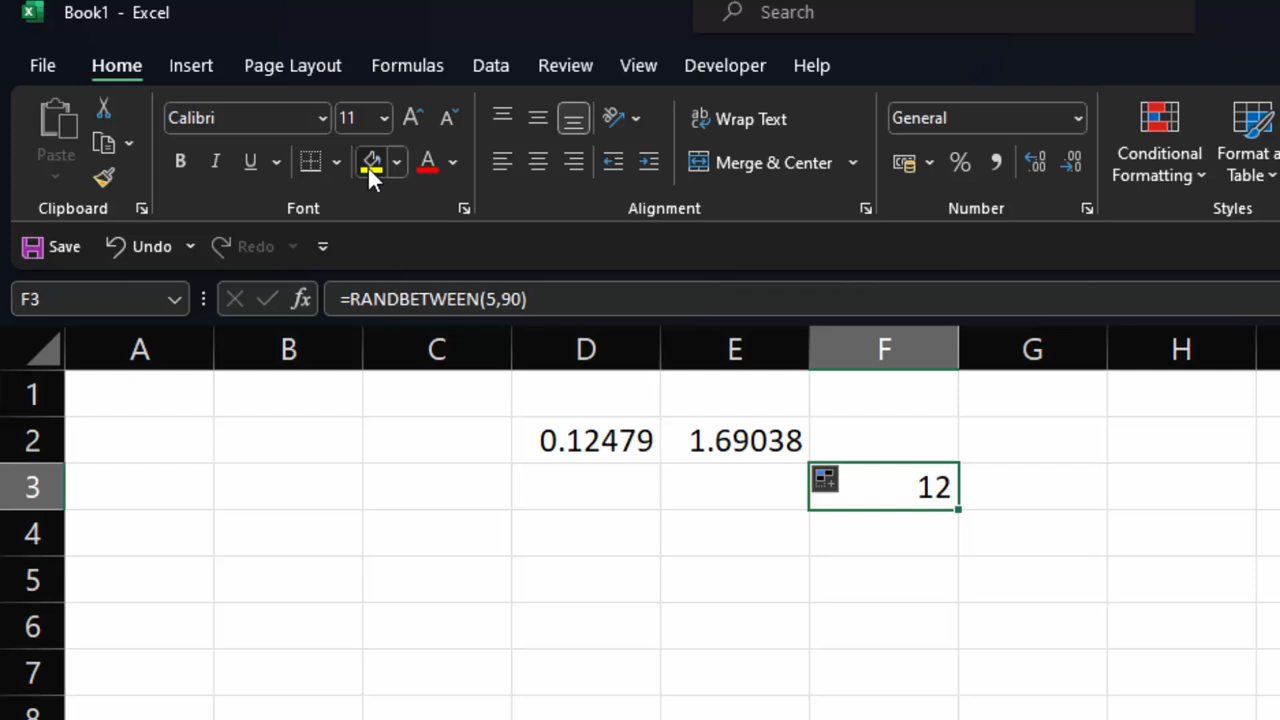 Book1 - Excel
Search
File Home Insert Page Layout Formulas Data Review View Developer Help
Calibri 11 A A ab Wrap Text General
Paste B I U A c Merge & Center % Conditional Formatting Format a Table
Clipboard Font Alignment Number Styles
Save Undo Redo
F3 fx =RANDBETWEEN(5,90)
A B C D E F G H
1
2 0.12479 1.69038
3 12
4
5
6
7
8